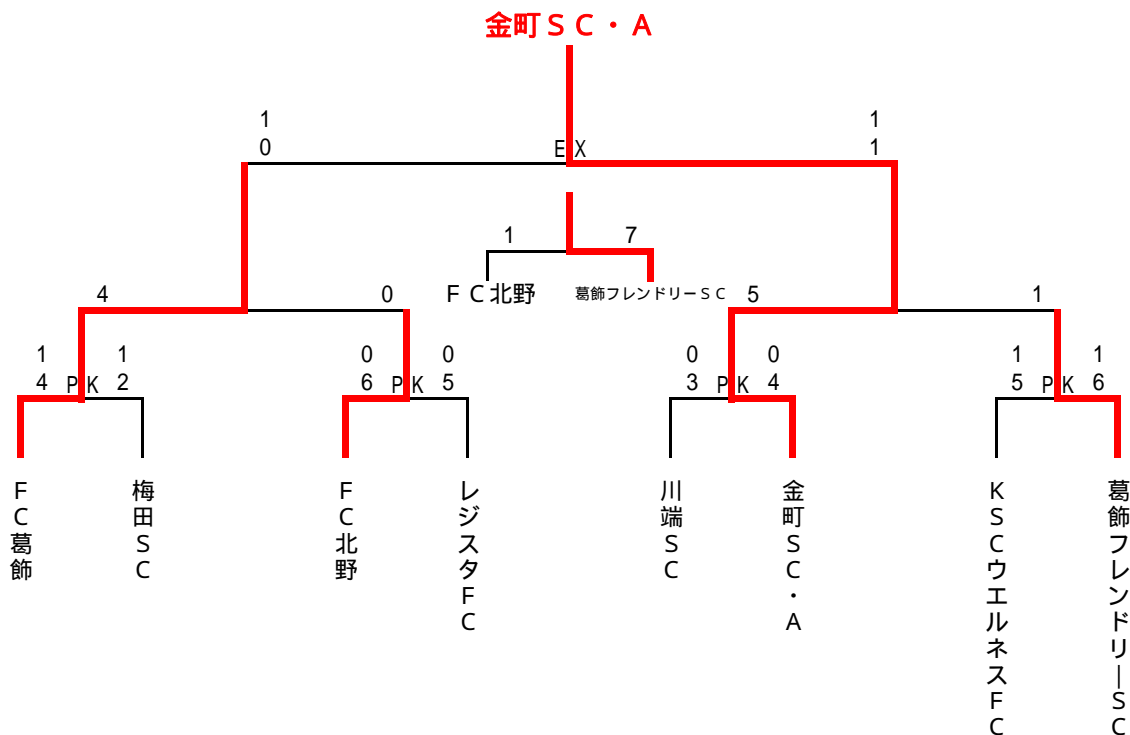 金町ＳＣ・Ａ
1 1
0 EX 1
1 7
ＦＣ北野 葛飾フレンドリーＳＣ
4 0 5 1
1 1 0 0 0 0 1 1
4 PK 2 6 PK 5 3 PK 4 5 PK 6
ＦＣ葛飾
梅田ＳＣ
ＦＣ北野
レジスタＦＣ
川端ＳＣ
金町ＳＣ・Ａ
ＫＳＣウエルネスＦＣ
葛飾フレンドリーＳＣ